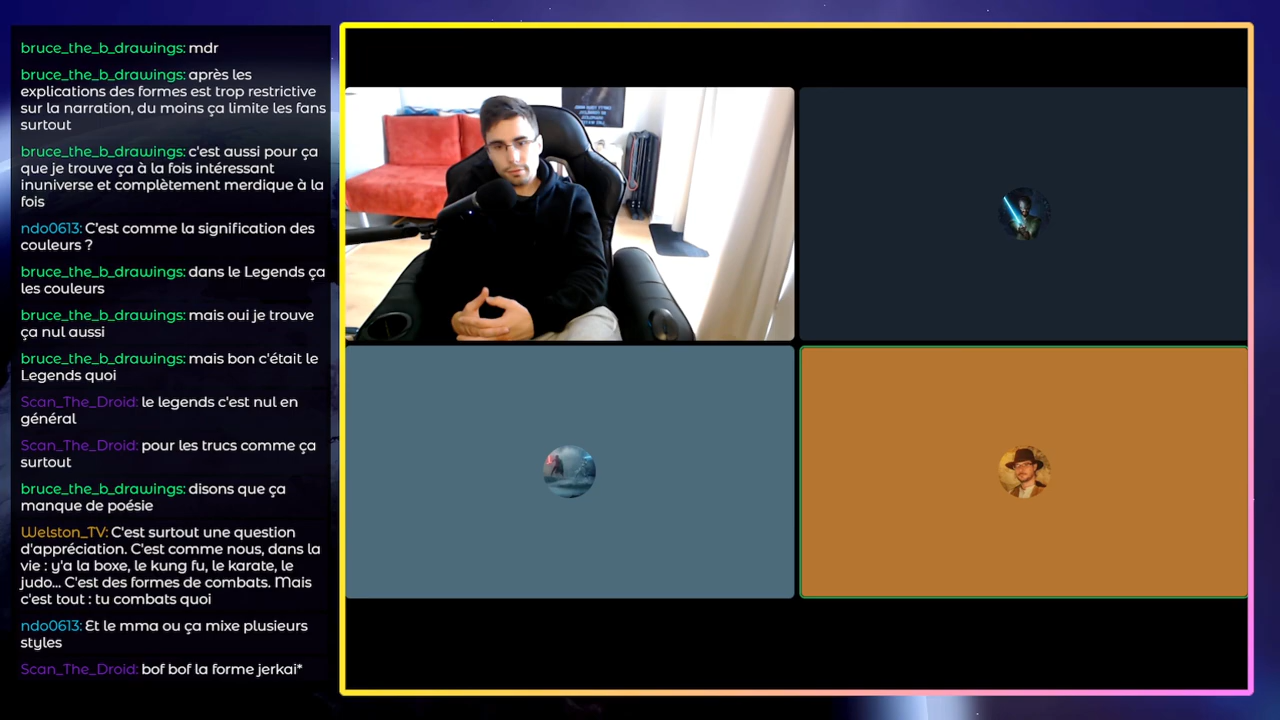 bruce_the_b_drawings: mdr
bruce_the_b_drawings: après les
explications des formes est trop restrictive
sur la narration, du moins ça limite les fans
surtout
bruce_the_b_drawings: c'est aussi pour ça
que je trouve ça à la fois intéressant
inuniverse et complètement merdique à la
fois
ndo0613: C'est comme la signification des
couleurs ?
bruce_the_b_drawings: dans le Legends ça
les couleurs
bruce_the_b_drawings: mais oui je trouve
ça nul aussi
bruce_the_b_drawings: mais bon c'était le
Legends quoi
Scan_The_Droid: le legends c'est nul en
général
Scan_The_Droid: pour les trucs comme ça
surtout
bruce_the_b_drawings: disons que ça
manque de poésie
Welston_TV: C'est surtout une question
d'appréciation. C'est comme nous, dans la
vie : y'a la boxe, le kung fu, le karate, le
judo... C'est des formes de combats. Mais
c'est tout : tu combats quoi
ndo0613: Et le mma ou ça mixe plusieurs
styles
Scan_The_Droid: bof bof la forme jerkai*